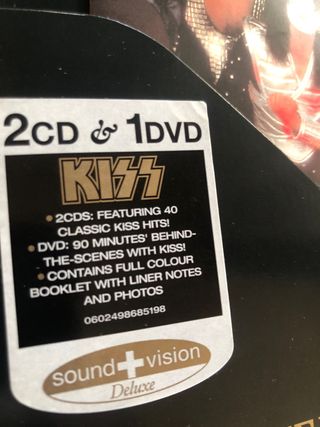 2CD & 1DVD
KISS
• 2CDS: FEATURING 40
CLASSIC KISS HITS!
• DVD: 90 MINUTES' BEHIND-
THE-SCENES WITH KISS!
• CONTAINS FULL COLOUR
BOOKLET WITH LINER NOTES
AND PHOTOS
0602498685198
sound + vision
Deluxe